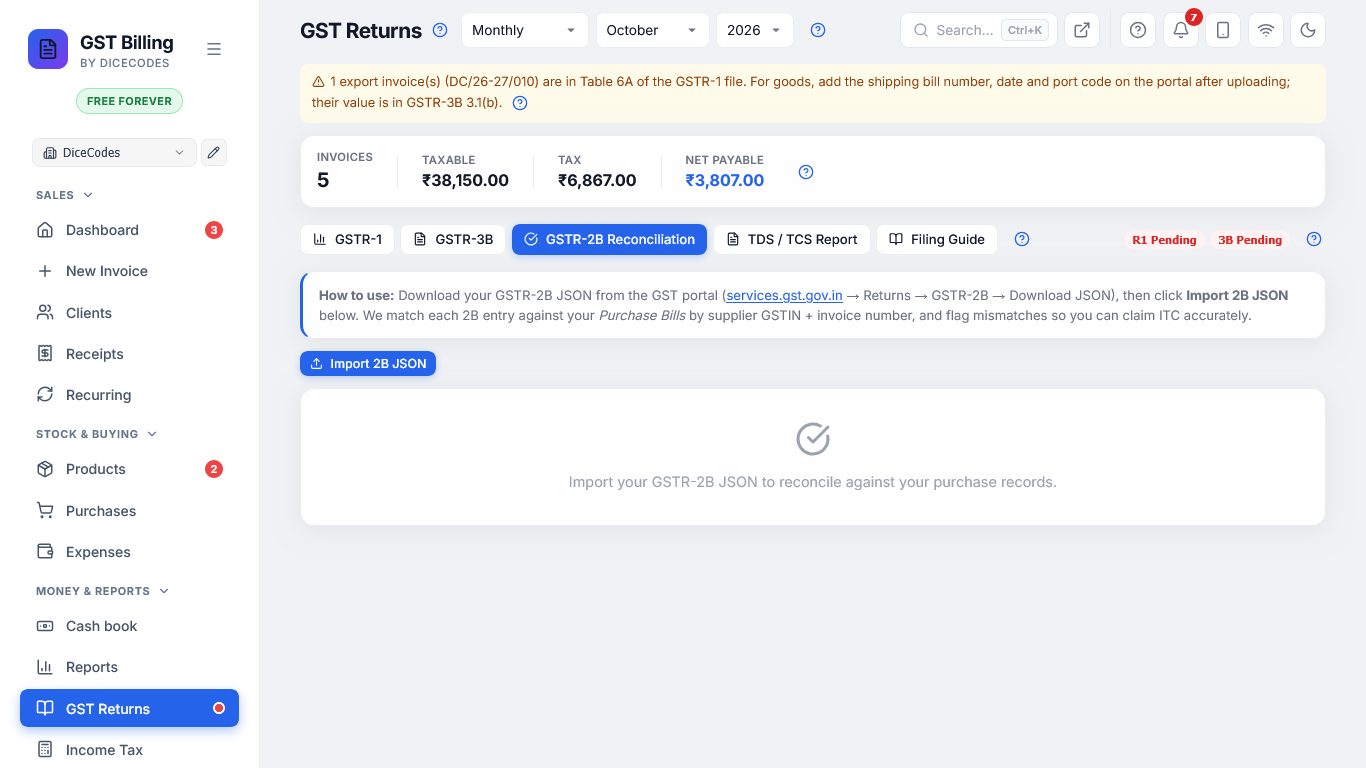 GST Billing
BY DICECODES
FREE FOREVER
DiceCodes
SALES
Dashboard 3
New Invoice
Clients
Receipts
Recurring
STOCK & BUYING
Products 2
Purchases
Expenses
MONEY & REPORTS
Cash book
Reports
GST Returns
Income Tax
GST Returns Monthly October 2026 Search... Ctrl+K 7
1 export invoice(s) (DC/26-27/010) are in Table 6A of the GSTR-1 file. For goods, add the shipping bill number, date and port code on the portal after uploading;
their value is in GSTR-3B 3.1(b).
INVOICES TAXABLE TAX NET PAYABLE
5 ₹38,150.00 ₹6,867.00 ₹3,807.00
GSTR-1 GSTR-3B GSTR-2B Reconciliation TDS / TCS Report Filing Guide R1 Pending 3B Pending
How to use: Download your GSTR-2B JSON from the GST portal (services.gst.gov.in → Returns → GSTR-2B → Download JSON), then click Import 2B JSON
below. We match each 2B entry against your Purchase Bills by supplier GSTIN + invoice number, and flag mismatches so you can claim ITC accurately.
Import 2B JSON
Import your GSTR-2B JSON to reconcile against your purchase records.